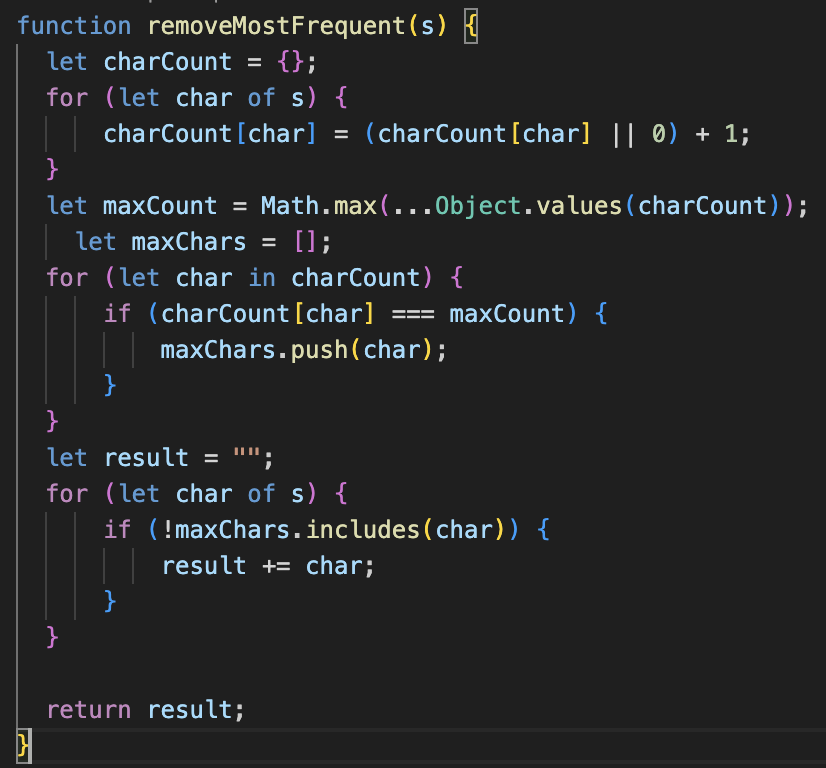 function removeMostFrequent(s) {
  let charCount = {};
  for (let char of s) {
      charCount[char] = (charCount[char] || 0) + 1;
  }
  let maxCount = Math.max(...Object.values(charCount));
    let maxChars = [];
  for (let char in charCount) {
      if (charCount[char] === maxCount) {
          maxChars.push(char);
      }
  }
  let result = "";
  for (let char of s) {
      if (!maxChars.includes(char)) {
          result += char;
      }
  }

  return result;
}